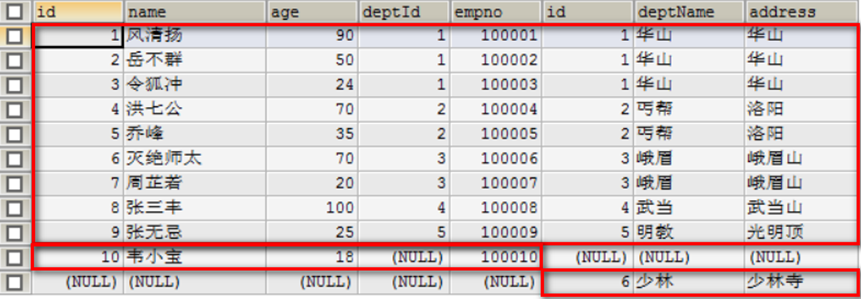 id name age deptId empno id deptName address
1 风清扬 90 1 100001 1 华山 华山
2 岳不群 50 1 100002 1 华山 华山
3 令狐冲 24 1 100003 1 华山 华山
4 洪七公 70 2 100004 2 丐帮 洛阳
5 乔峰 35 2 100005 2 丐帮 洛阳
6 灭绝师太 70 3 100006 3 峨眉 峨眉山
7 周芷若 20 3 100007 3 峨眉 峨眉山
8 张三丰 100 4 100008 4 武当 武当山
9 张无忌 25 5 100009 5 明教 光明顶
10 韦小宝 18 (NULL) 100010 (NULL) (NULL) (NULL)
(NULL) (NULL) (NULL) (NULL) (NULL) 6 少林 少林寺